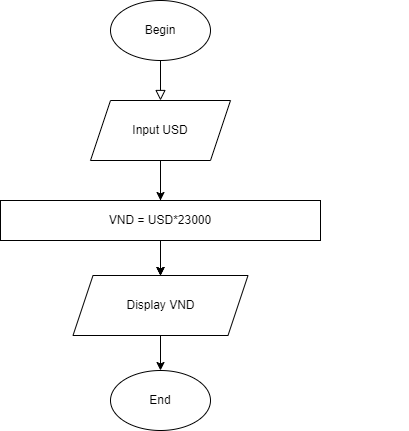 Begin
Input USD
VND = USD*23000
Display VND
End